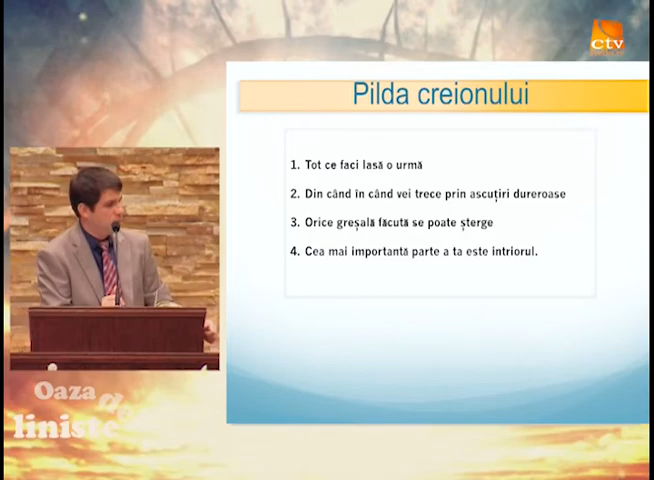 ctv
Pilda creionului
1. Tot ce faci lasă o urmă
2. Din când în când vei trece prin ascuțiri dureroase
3. Orice greșală făcută se poate șterge
4. Cea mai importantă parte a ta este intriorul.
Oaza de
liniste